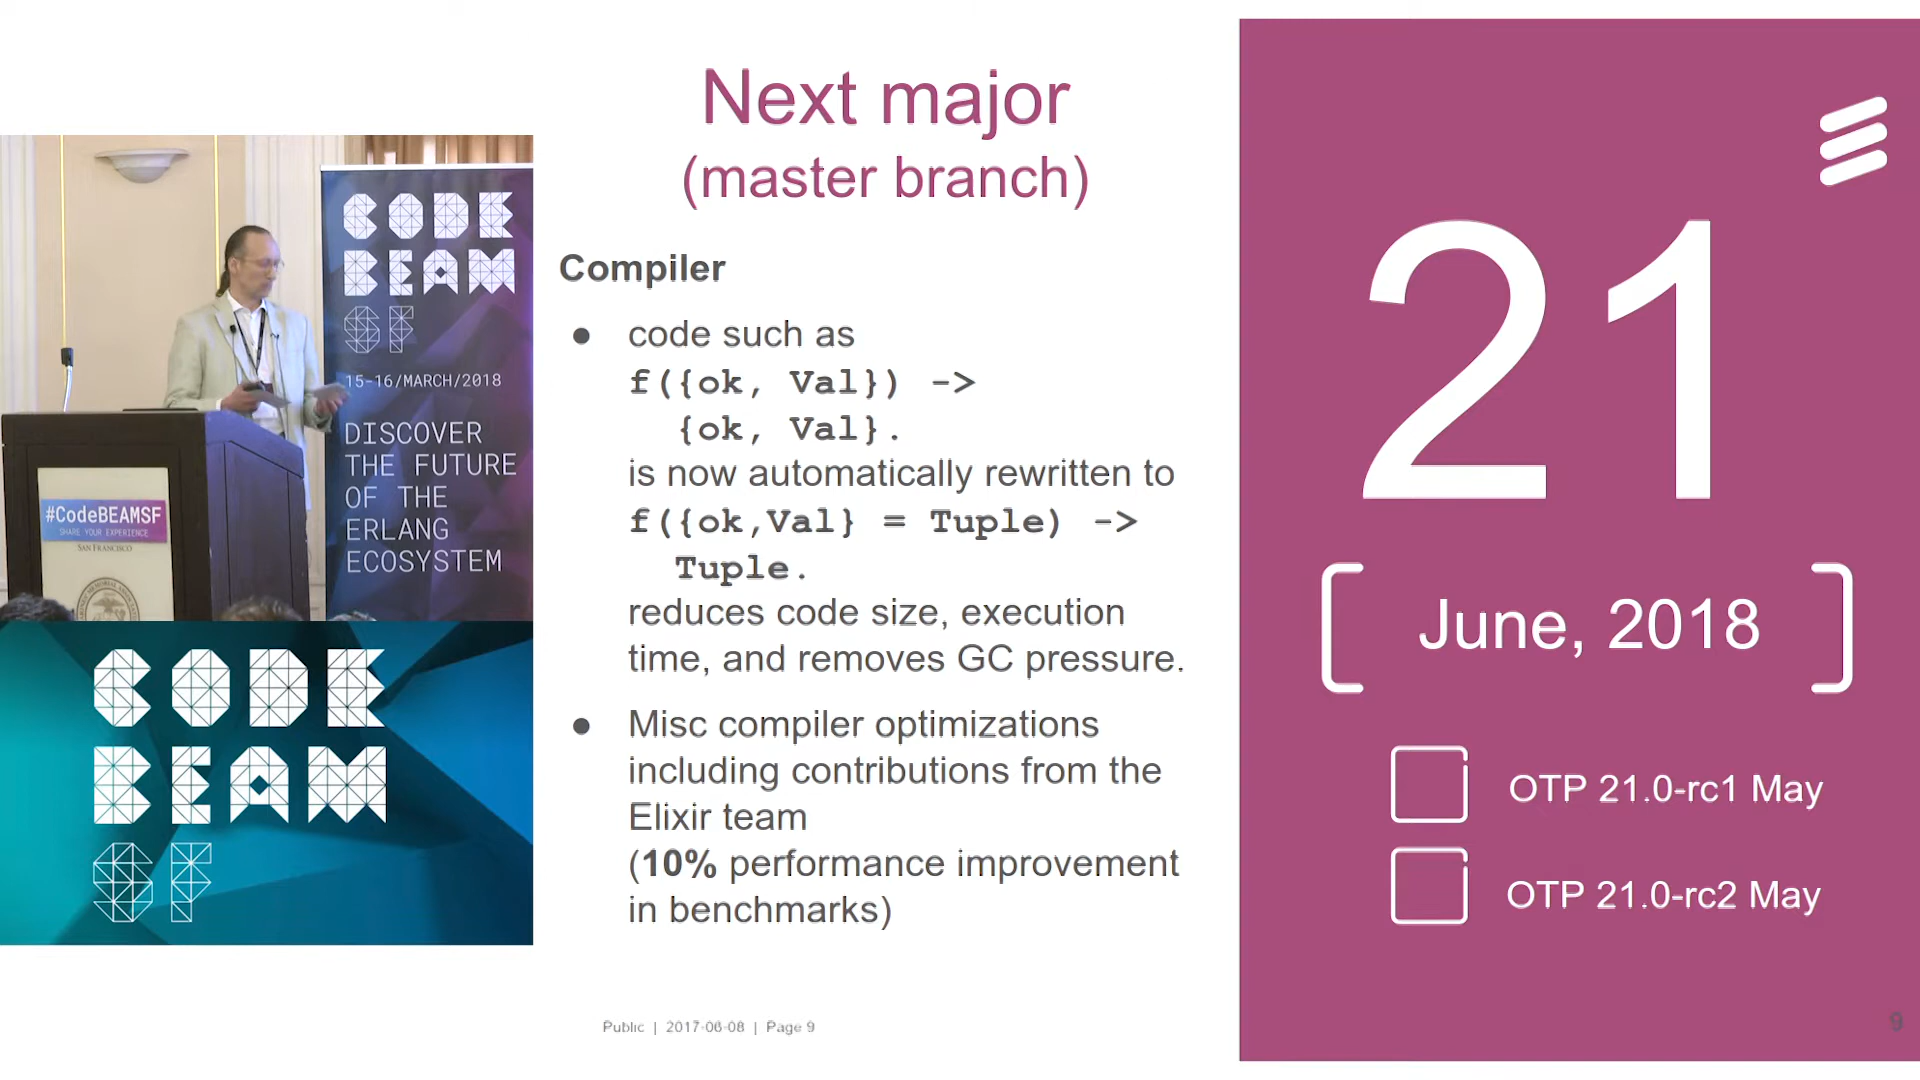 Next major
(master branch)
Compiler
● code such as
f({ok, Val}) ->
{ok, Val}.
is now automatically rewritten to
f({ok,Val} = Tuple) ->
Tuple.
reduces code size, execution
time, and removes GC pressure.
● Misc compiler optimizations
including contributions from the
Elixir team
(10% performance improvement
in benchmarks)
Public | 2017-06-08 | Page 9
21
[ June, 2018 ]
OTP 21.0-rc1 May
OTP 21.0-rc2 May
9
CODE
BEAM
SF
15-16/MARCH/2018
DISCOVER
THE FUTURE
OF THE
ERLANG
ECOSYSTEM
#CodeBEAMSF
SHARE YOUR EXPERIENCE
SAN FRANCISCO
CODE
BEAM
SF